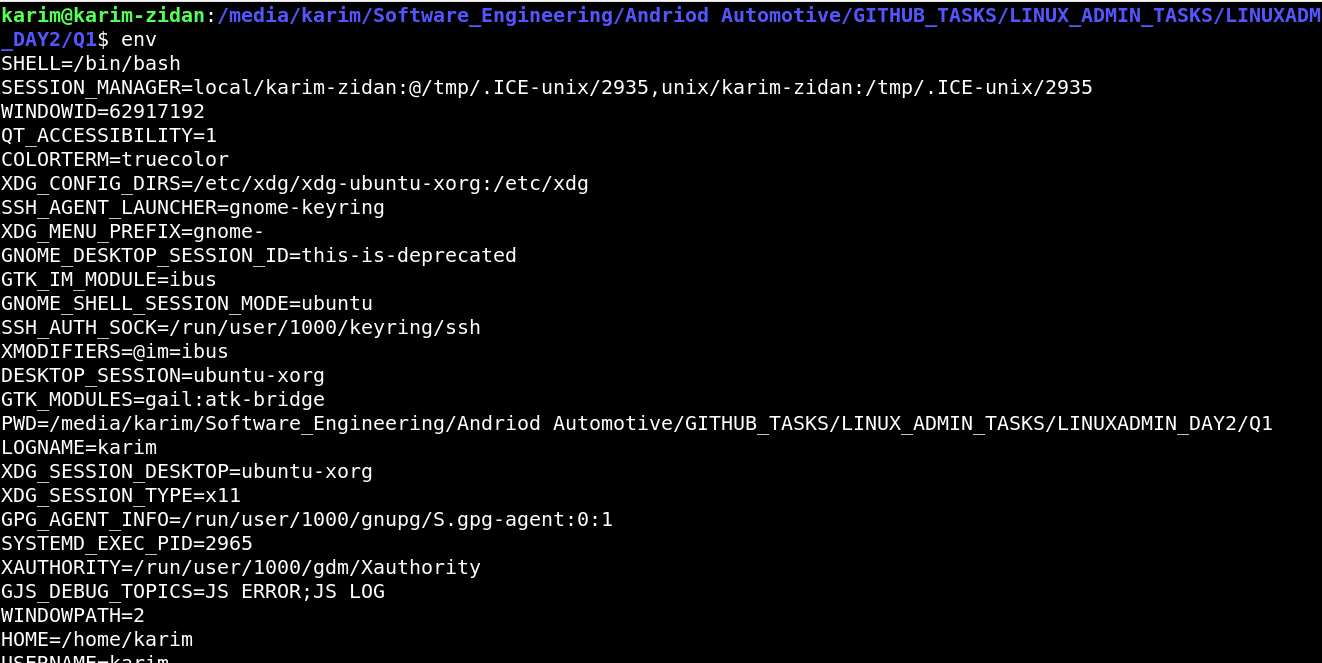 karim@karim-zidan:/media/karim/Software_Engineering/Andriod Automotive/GITHUB_TASKS/LINUX_ADMIN_TASKS/LINUXADM
_DAY2/Q1$ env
SHELL=/bin/bash
SESSION_MANAGER=local/karim-zidan:@/tmp/.ICE-unix/2935,unix/karim-zidan:/tmp/.ICE-unix/2935
WINDOWID=62917192
QT_ACCESSIBILITY=1
COLORTERM=truecolor
XDG_CONFIG_DIRS=/etc/xdg/xdg-ubuntu-xorg:/etc/xdg
SSH_AGENT_LAUNCHER=gnome-keyring
XDG_MENU_PREFIX=gnome-
GNOME_DESKTOP_SESSION_ID=this-is-deprecated
GTK_IM_MODULE=ibus
GNOME_SHELL_SESSION_MODE=ubuntu
SSH_AUTH_SOCK=/run/user/1000/keyring/ssh
XMODIFIERS=@im=ibus
DESKTOP_SESSION=ubuntu-xorg
GTK_MODULES=gail:atk-bridge
PWD=/media/karim/Software_Engineering/Andriod Automotive/GITHUB_TASKS/LINUX_ADMIN_TASKS/LINUXADMIN_DAY2/Q1
LOGNAME=karim
XDG_SESSION_DESKTOP=ubuntu-xorg
XDG_SESSION_TYPE=x11
GPG_AGENT_INFO=/run/user/1000/gnupg/S.gpg-agent:0:1
SYSTEMD_EXEC_PID=2965
XAUTHORITY=/run/user/1000/gdm/Xauthority
GJS_DEBUG_TOPICS=JS ERROR;JS LOG
WINDOWPATH=2
HOME=/home/karim
USERNAME=karim